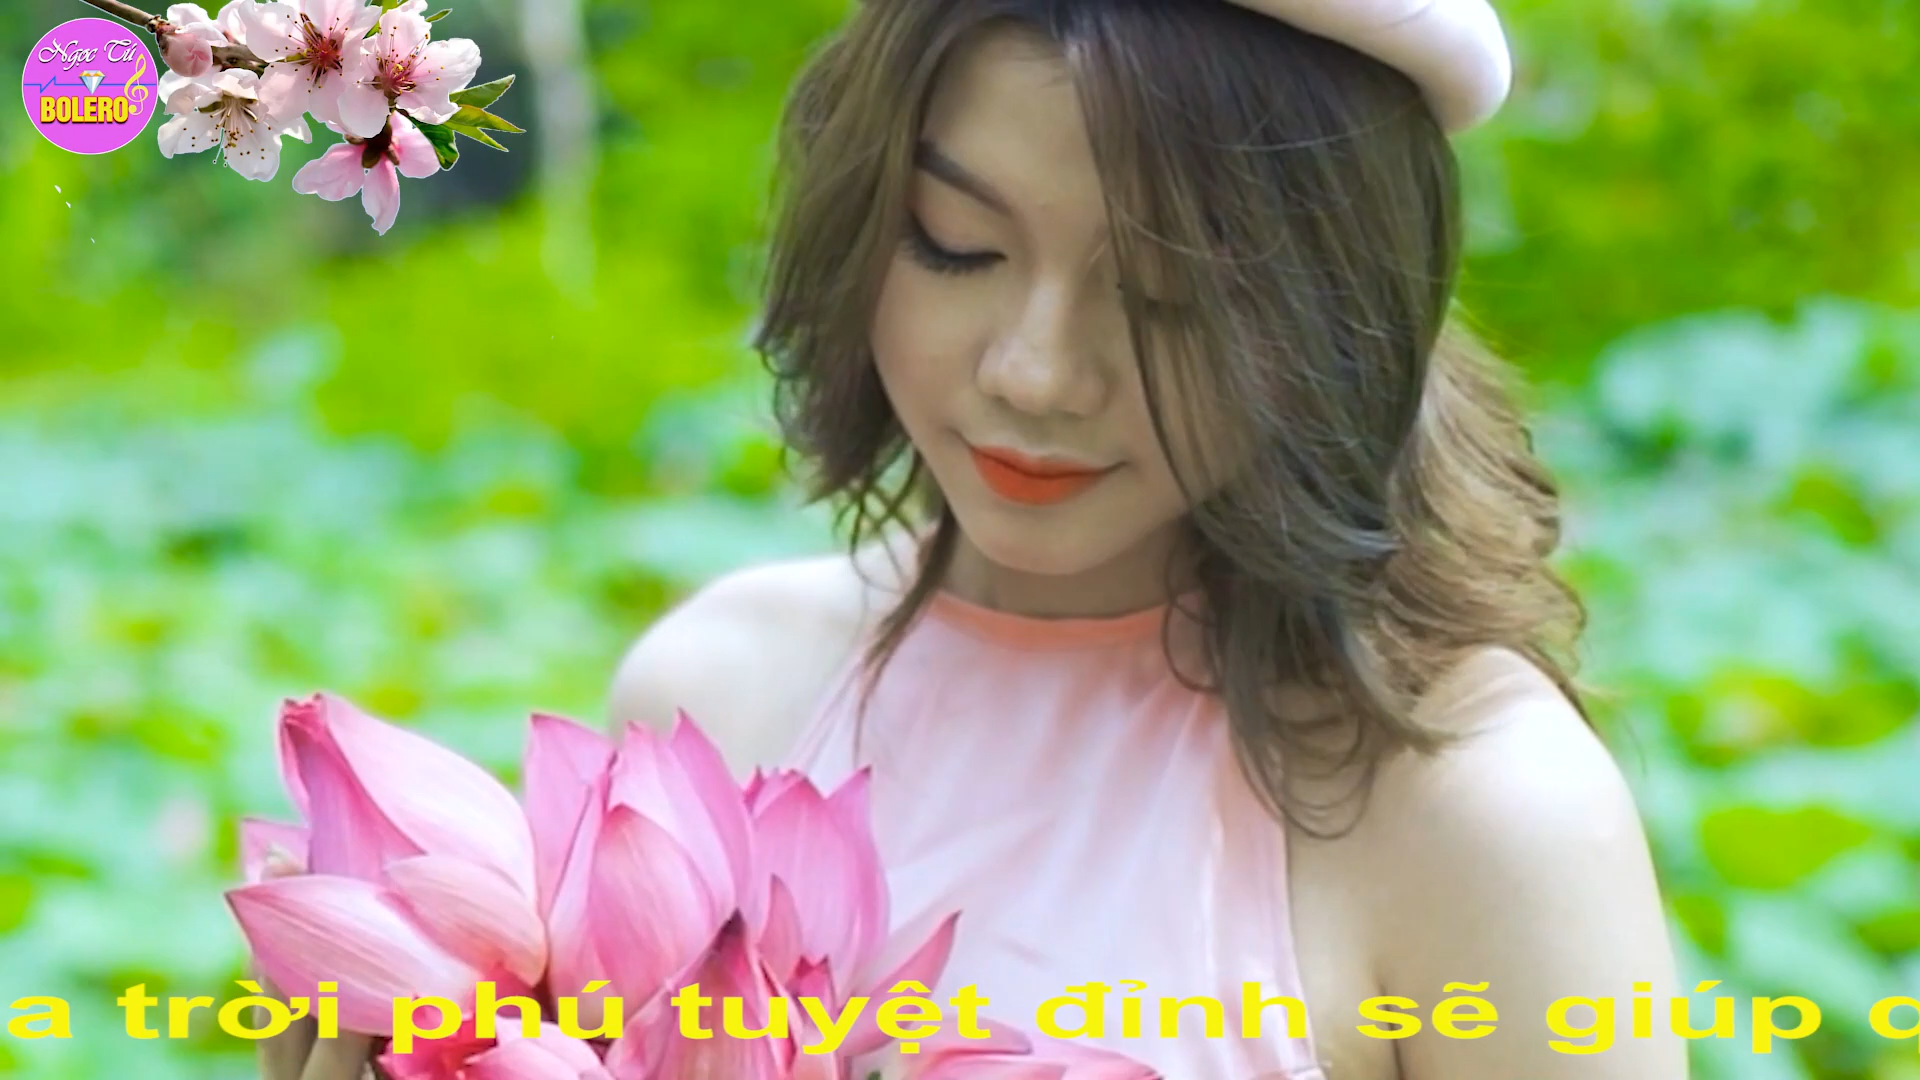 Ngọc Tú
BOLERO
a trời phú tuyệt đỉnh sẽ giúp